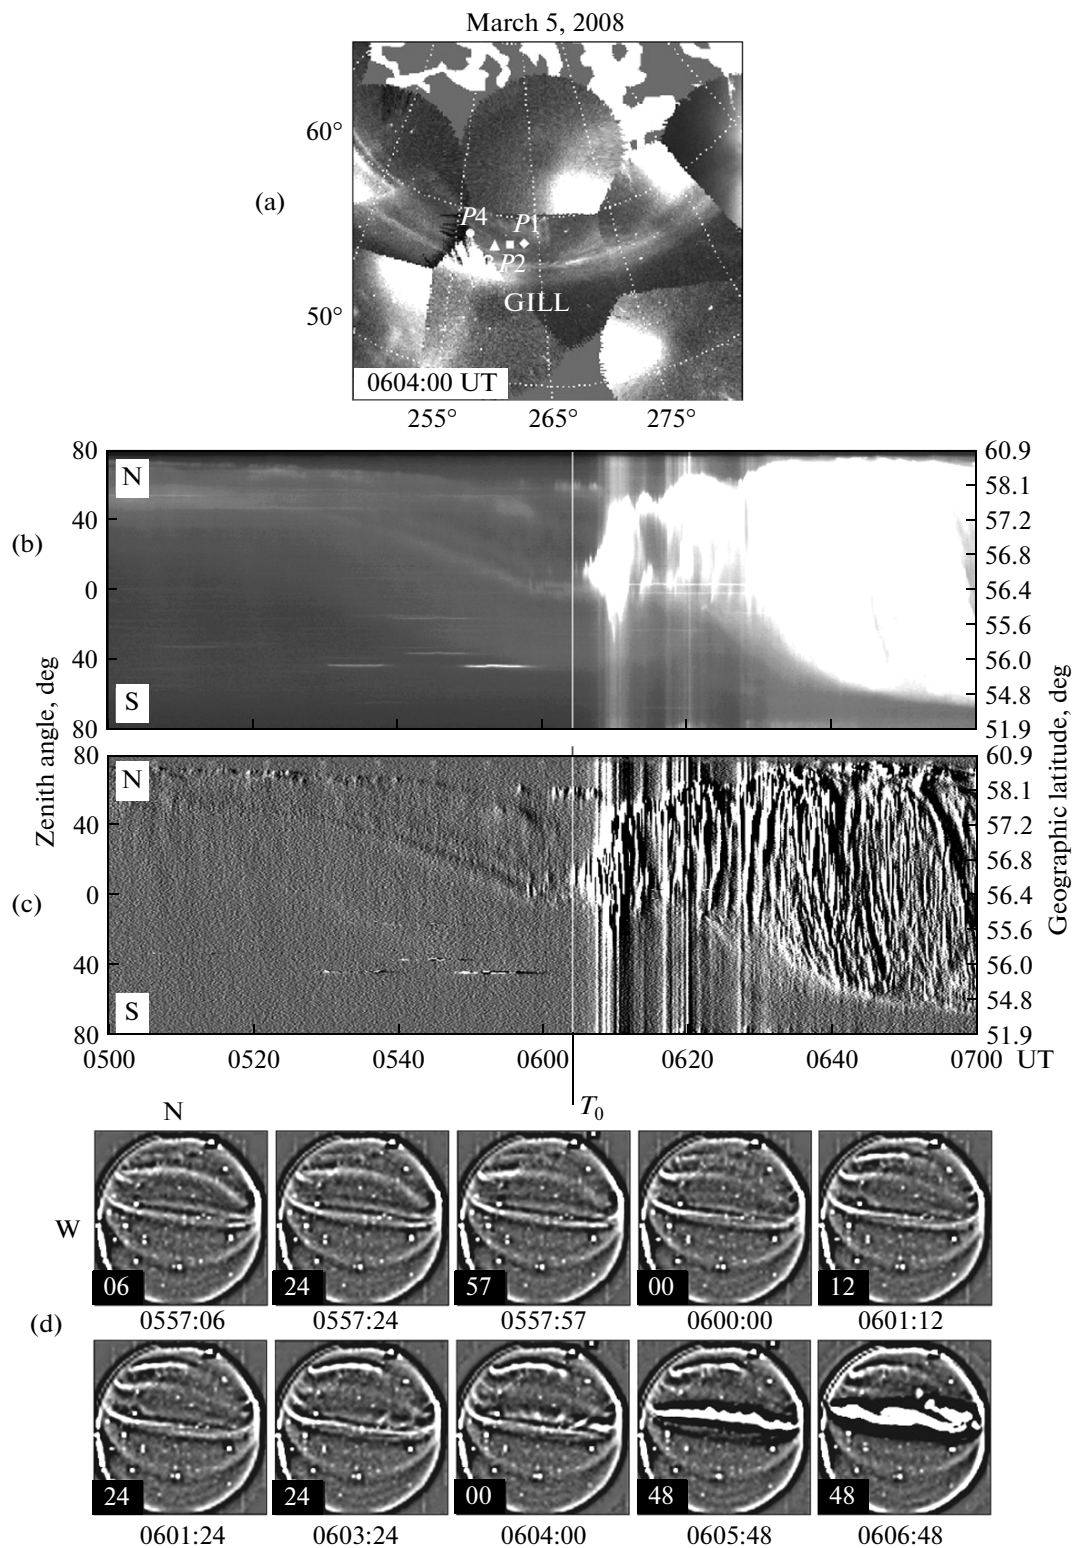 March 5, 2008
(a)
60°
50°
P4
P1
P2
GILL
0604:00 UT
255° 265° 275°
(b)
N
S
80
40
0
40
80
60.9
58.1
57.2
56.8
56.4
55.6
56.0
54.8
51.9
Zenith angle, deg
Geographic latitude, deg
(c)
N
S
80
40
0
40
80
60.9
58.1
57.2
56.8
56.4
55.6
56.0
54.8
51.9
0500 0520 0540 0600 0620 0640 0700 UT
T0
N
W
(d)
06 24 57 00 12
0557:06 0557:24 0557:57 0600:00 0601:12
24 24 00 48 48
0601:24 0603:24 0604:00 0605:48 0606:48